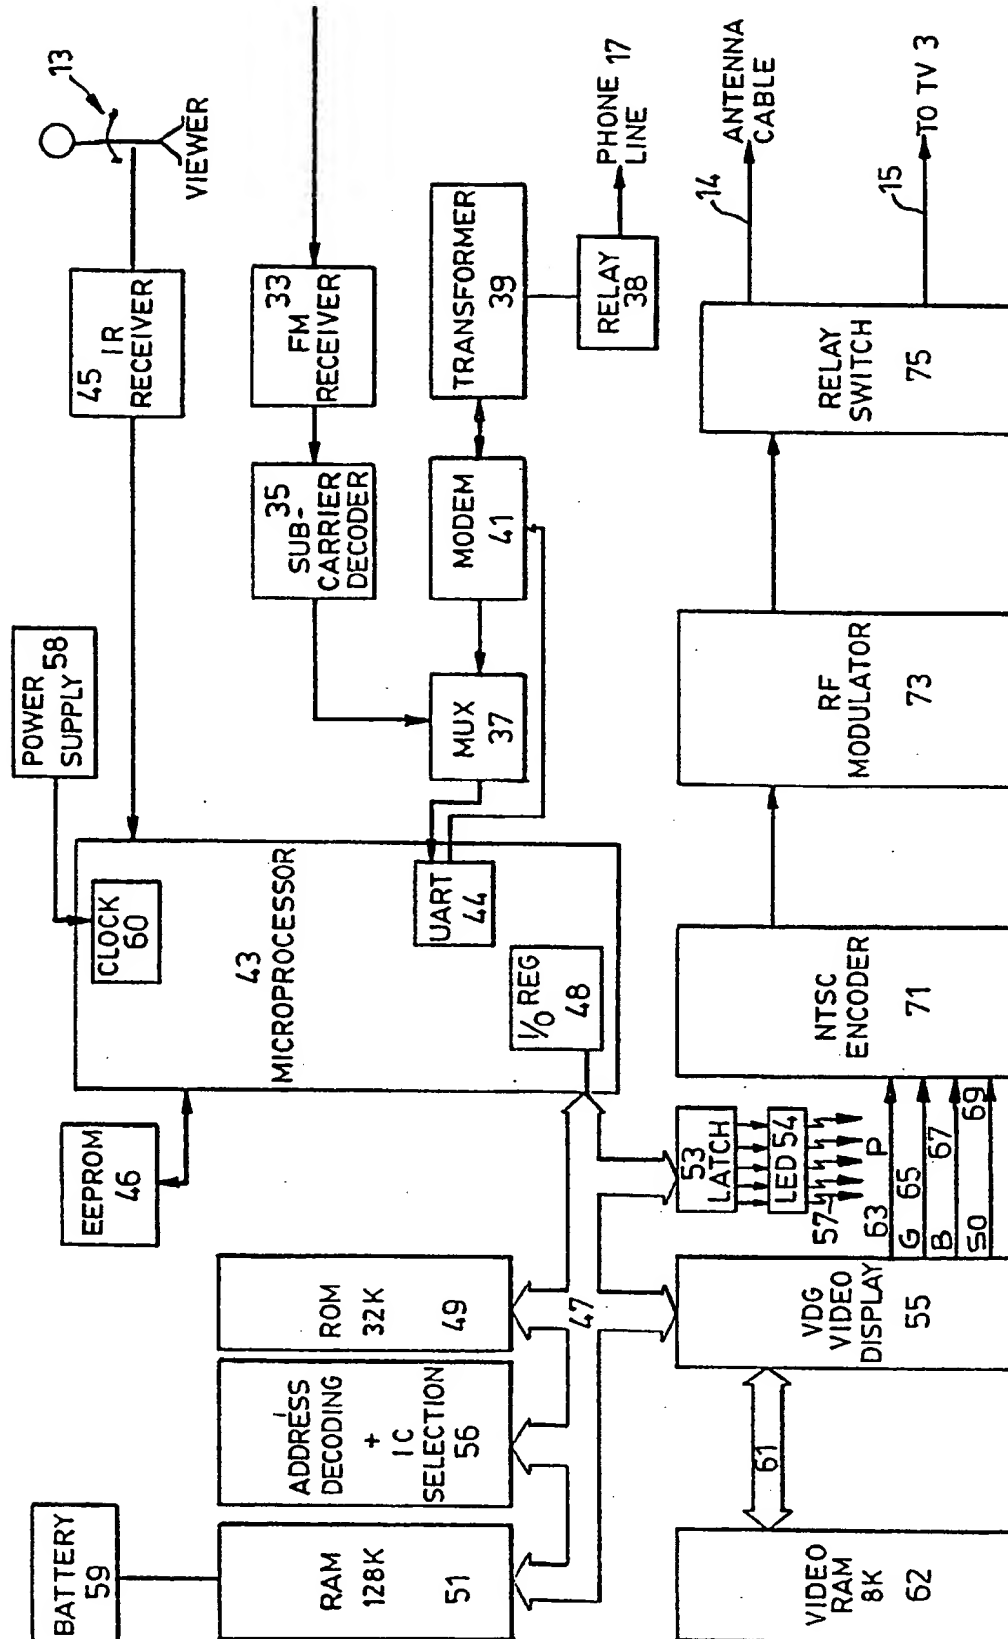 BATTERY
59
RAM
128K
51
ADDRESS
DECODING
+
IC
SELECTION
56
ROM
32K
49
EEPROM
46
POWER
SUPPLY 58
CLOCK
60
43
MICROPROCESSOR
UART
44
I/O REG
48
45 IR
RECEIVER
13
VIEWER
35
SUB-
CARRIER
DECODER
33
FM
RECEIVER
MUX
37
MODEM
41
TRANSFORMER
39
RELAY
38
PHONE 17
LINE
47
53
LATCH
LED 54
57
VIDEO
RAM
8K
62
61
VDG
VIDEO
DISPLAY
55
63 P
G 65
B 67
SO 69
NTSC
ENCODER
71
RF
MODULATOR
73
RELAY
SWITCH
75
14
ANTENNA
CABLE
15
TO TV 3